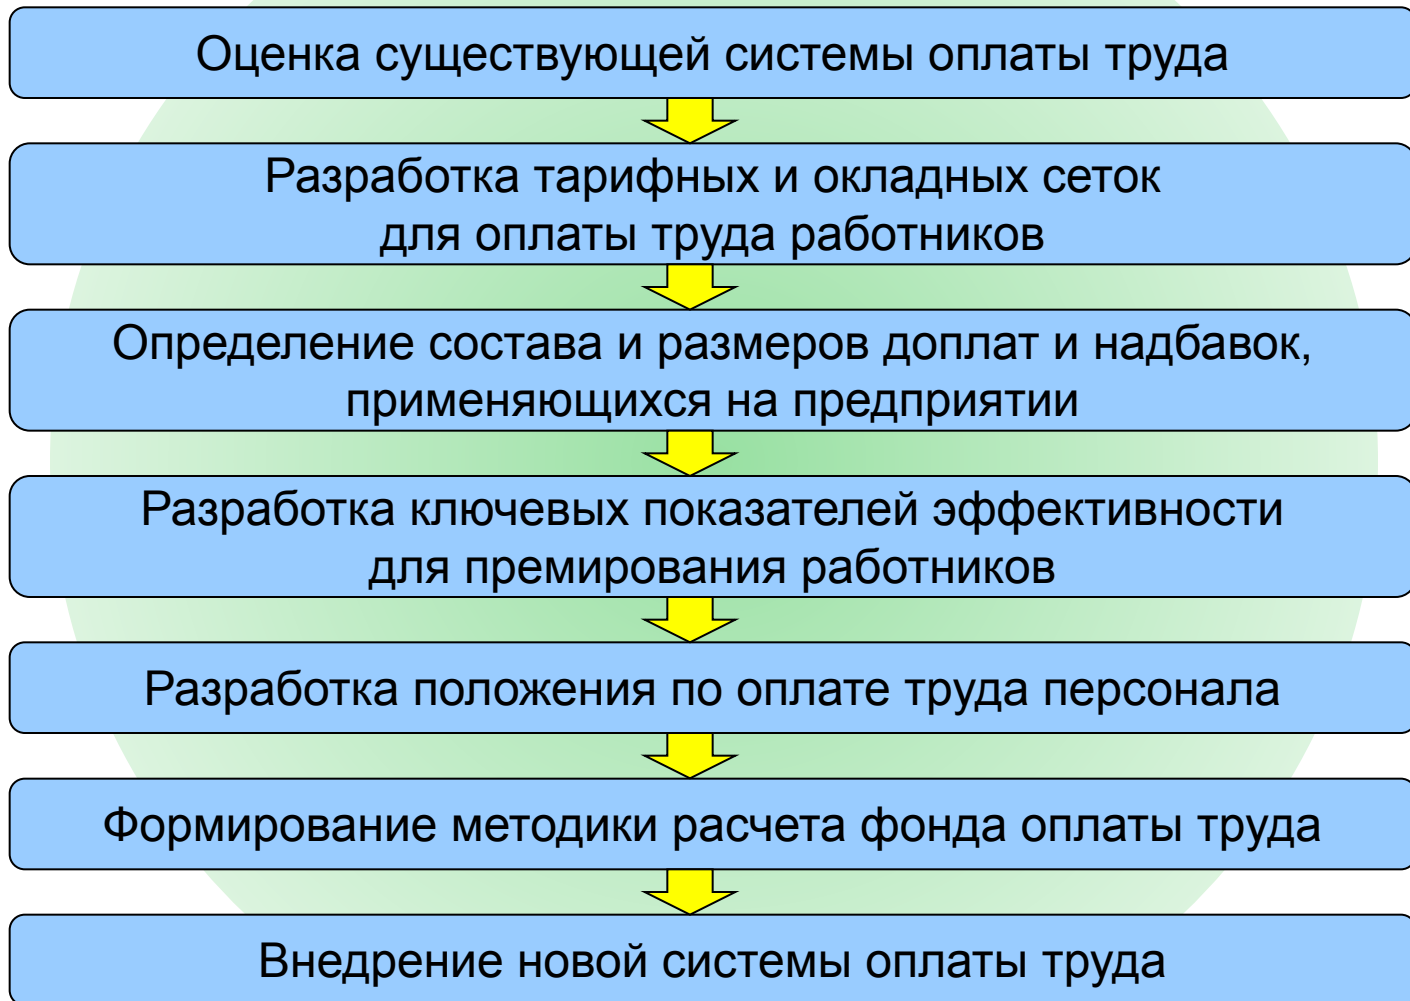 Оценка существующей системы оплаты труда
Разработка тарифных и окладных сеток
для оплаты труда работников
Определение состава и размеров доплат и надбавок,
применяющихся на предприятии
Разработка ключевых показателей эффективности
для премирования работников
Разработка положения по оплате труда персонала
Формирование методики расчета фонда оплаты труда
Внедрение новой системы оплаты труда